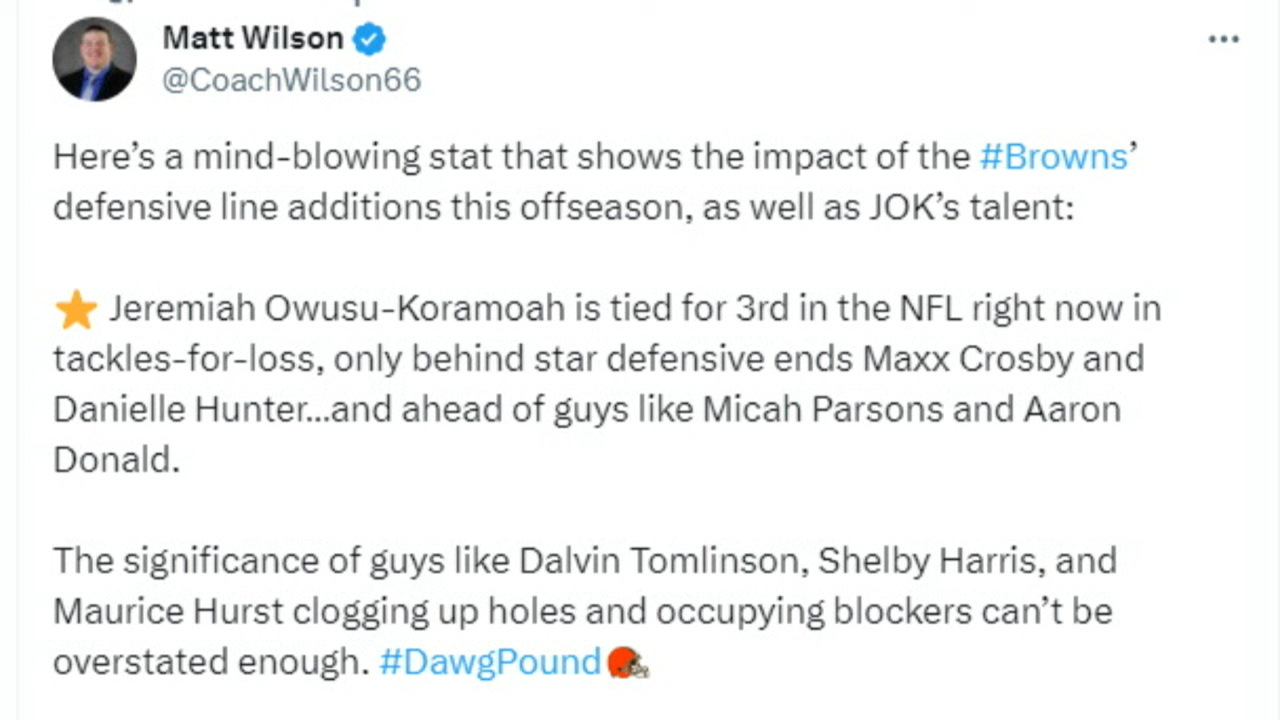 Matt Wilson
@CoachWilson66
Here’s a mind-blowing stat that shows the impact of the #Browns’
defensive line additions this offseason, as well as JOK’s talent:
⭐ Jeremiah Owusu-Koramoah is tied for 3rd in the NFL right now in
tackles-for-loss, only behind star defensive ends Maxx Crosby and
Danielle Hunter...and ahead of guys like Micah Parsons and Aaron
Donald.
The significance of guys like Dalvin Tomlinson, Shelby Harris, and
Maurice Hurst clogging up holes and occupying blockers can’t be
overstated enough. #DawgPound